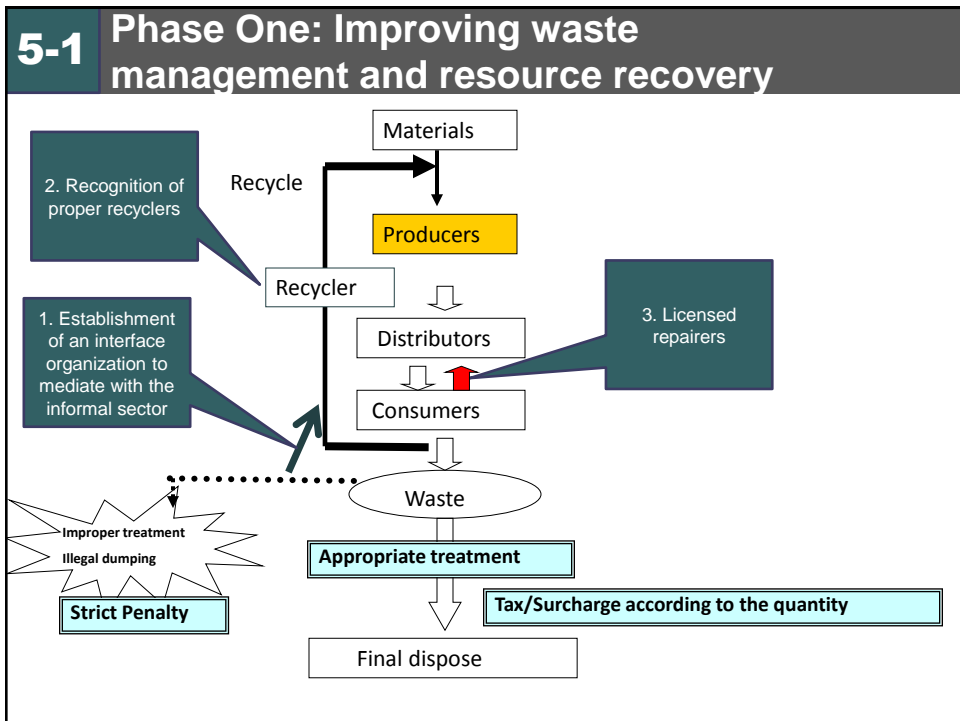 5-1
Phase One: Improving waste
management and resource recovery
Materials
2. Recognition of
proper recyclers
Recycle
Producers
Recycler
1. Establishment
of an interface
organization to
mediate with the
informal sector
Distributors
3. Licensed
repairers
Consumers
Waste
Improper treatment
Illegal dumping
Appropriate treatment
Strict Penalty
Tax/Surcharge according to the quantity
Final dispose